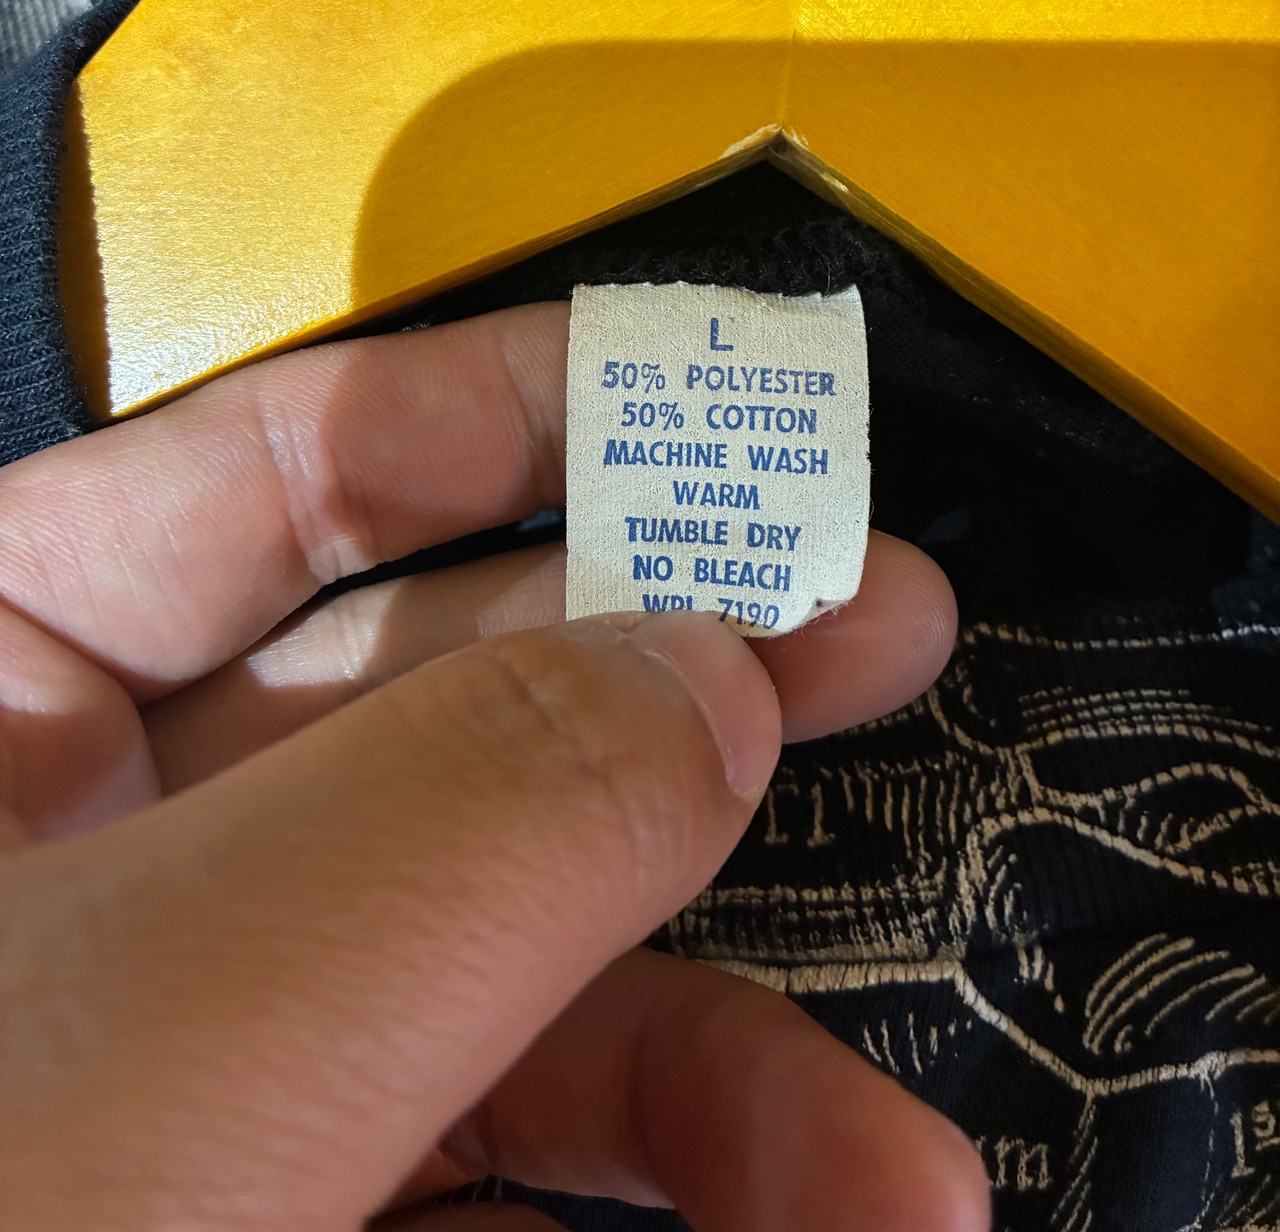 L
50% POLYESTER
50% COTTON
MACHINE WASH
WARM
TUMBLE DRY
NO BLEACH
WPL 7190